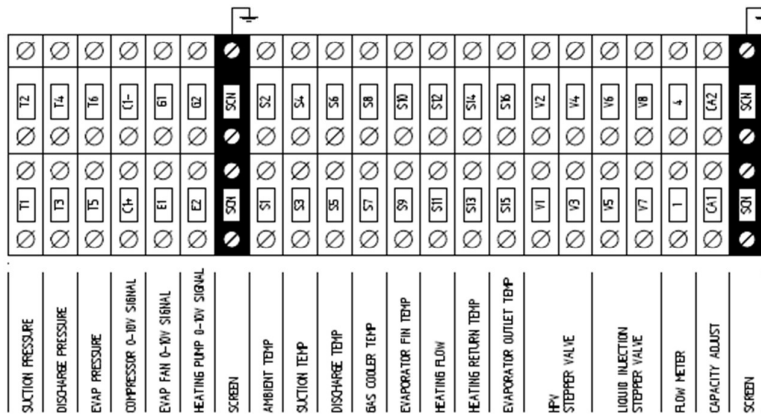 T2 T4 T6 C1- G1 G2 SCN S2 S4 S6 S8 S10 S12 S14 S16 V2 V4 V6 V8 4 CA2 SCN
T1 T3 T5 C1+ E1 E2 SCN S1 S3 S5 S7 S9 S11 S13 S15 V1 V3 V5 V7 1 CA1 SCN
SUCTION PRESSURE
DISCHARGE PRESSURE
EVAP PRESSURE
COMPRESSOR 0-10V SIGNAL
EVAP FAN 0-10V SIGNAL
HEATING PUMP 0-10V SIGNAL
SCREEN
AMBIENT TEMP
SUCTION TEMP
DISCHARGE TEMP
GAS COOLER TEMP
EVAPORATOR FIN TEMP
HEATING FLOW
HEATING RETURN TEMP
EVAPORATOR OUTLET TEMP
HPV
STEPPER VALVE
LIQUID INJECTION
STEPPER VALVE
FLOW METER
CAPACITY ADJUST
SCREEN